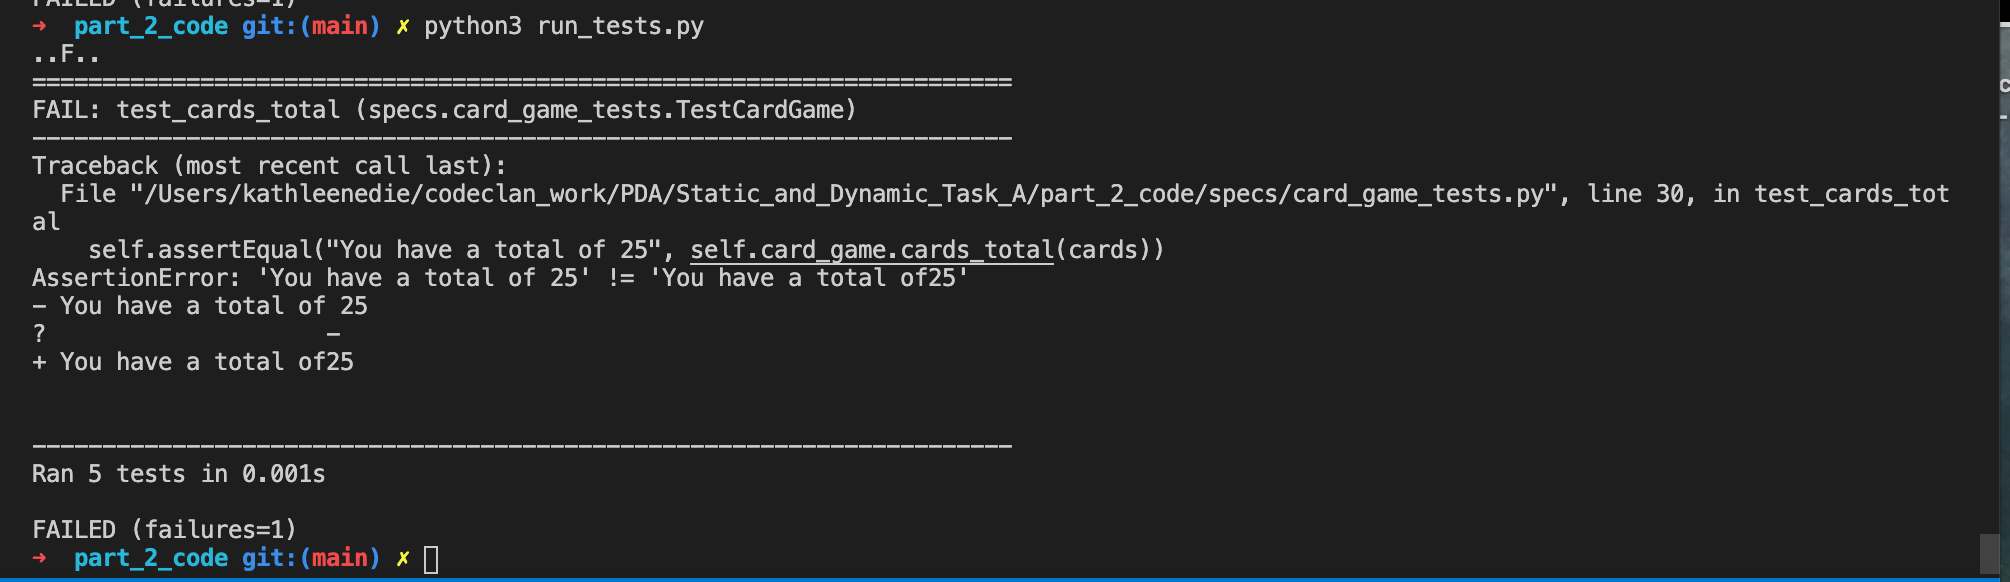 FAILED (failures=1)
→ part_2_code git:(main) ✗ python3 run_tests.py
..F..
======================================================================
FAIL: test_cards_total (specs.card_game_tests.TestCardGame)
----------------------------------------------------------------------
Traceback (most recent call last):
  File "/Users/kathleenedie/codeclan_work/PDA/Static_and_Dynamic_Task_A/part_2_code/specs/card_game_tests.py", line 30, in test_cards_tot
al
    self.assertEqual("You have a total of 25", self.card_game.cards_total(cards))
AssertionError: 'You have a total of 25' != 'You have a total of25'
- You have a total of 25
?                    -
+ You have a total of25


----------------------------------------------------------------------
Ran 5 tests in 0.001s

FAILED (failures=1)
→ part_2_code git:(main) ✗